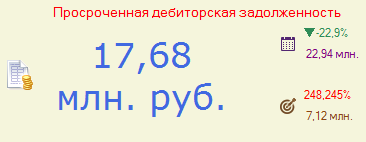 Просроченная дебиторская задолженность
17,68
млн. руб.
▼-22,9%
22,94 млн.
248,245%
7,12 млн.